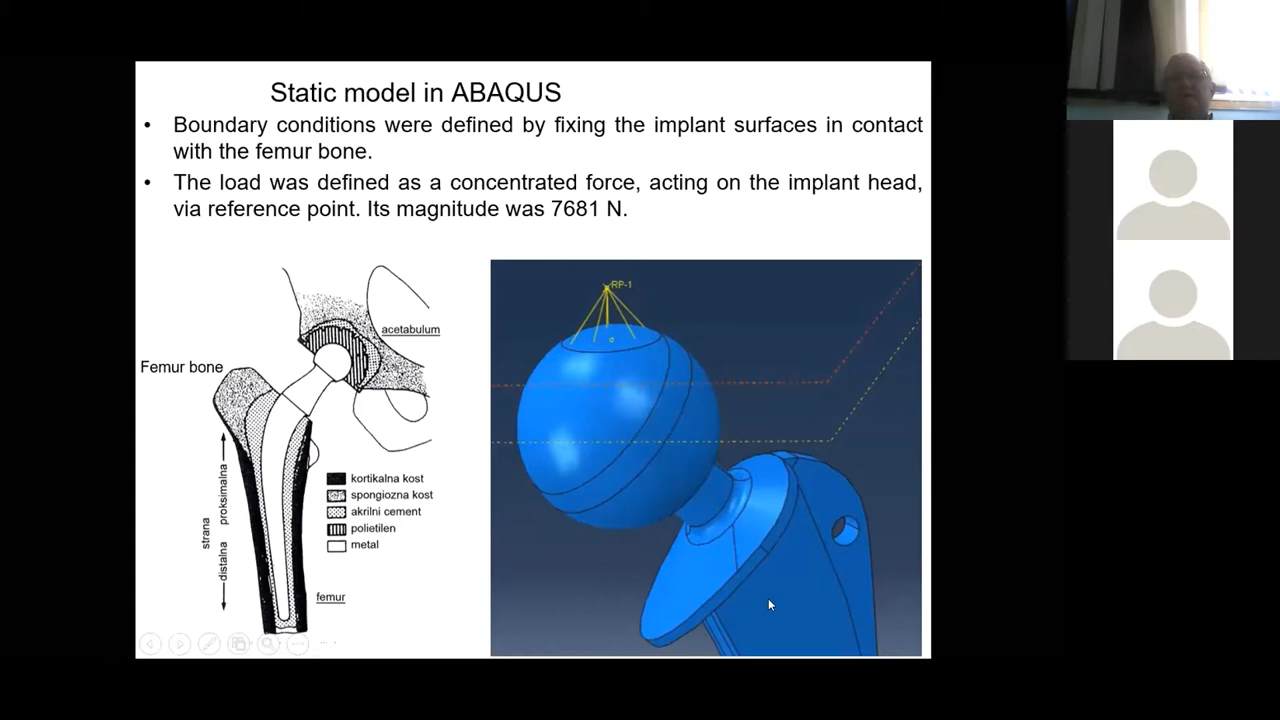 Static model in ABAQUS
• Boundary conditions were defined by fixing the implant surfaces in contact
with the femur bone.
• The load was defined as a concentrated force, acting on the implant head,
via reference point. Its magnitude was 7681 N.
acetabulum
Femur bone
strana
proksimalna
distalna
kortikalna kost
spongiozna kost
akrilni cement
polietilen
metal
femur
RP-1